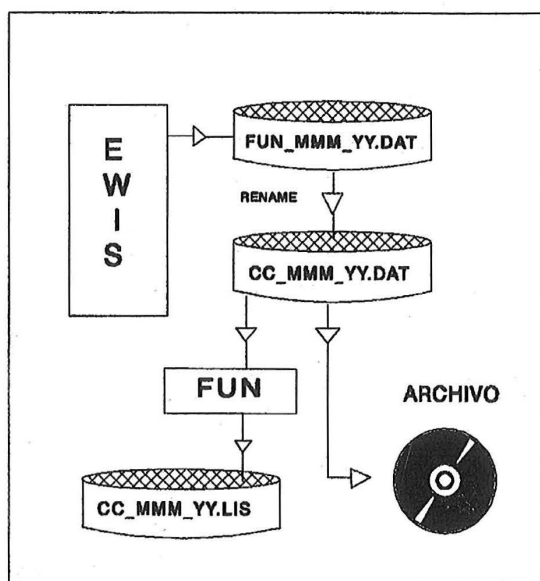 E
W
I
S
FUN_MMM_YY.DAT
RENAME
CC_MMM_YY.DAT
FUN
ARCHIVO
CC_MMM_YY.LIS